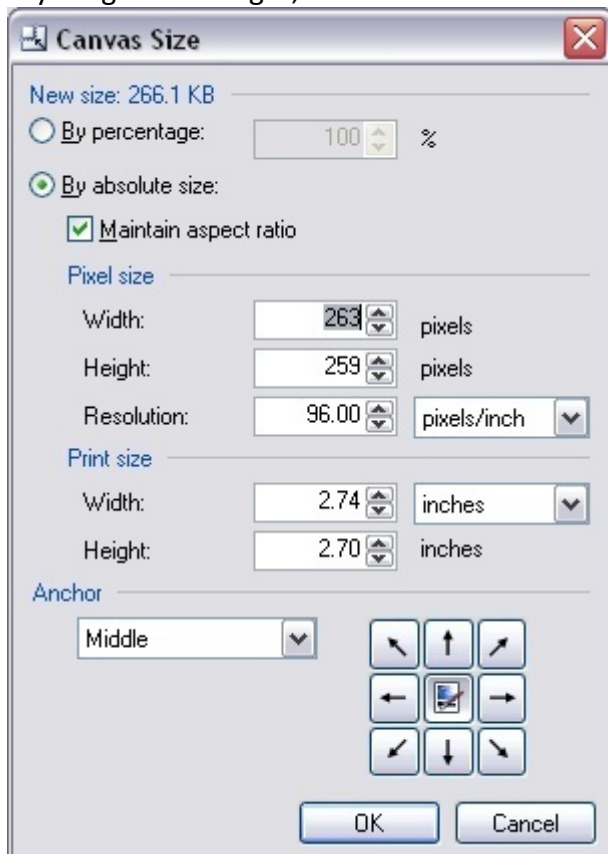 Canvas Size
New size: 266.1 KB
By percentage: 100 %
By absolute size:
Maintain aspect ratio
Pixel size
Width: 263 pixels
Height: 259 pixels
Resolution: 96.00 pixels/inch
Print size
Width: 2.74 inches
Height: 2.70 inches
Anchor
Middle
OK Cancel